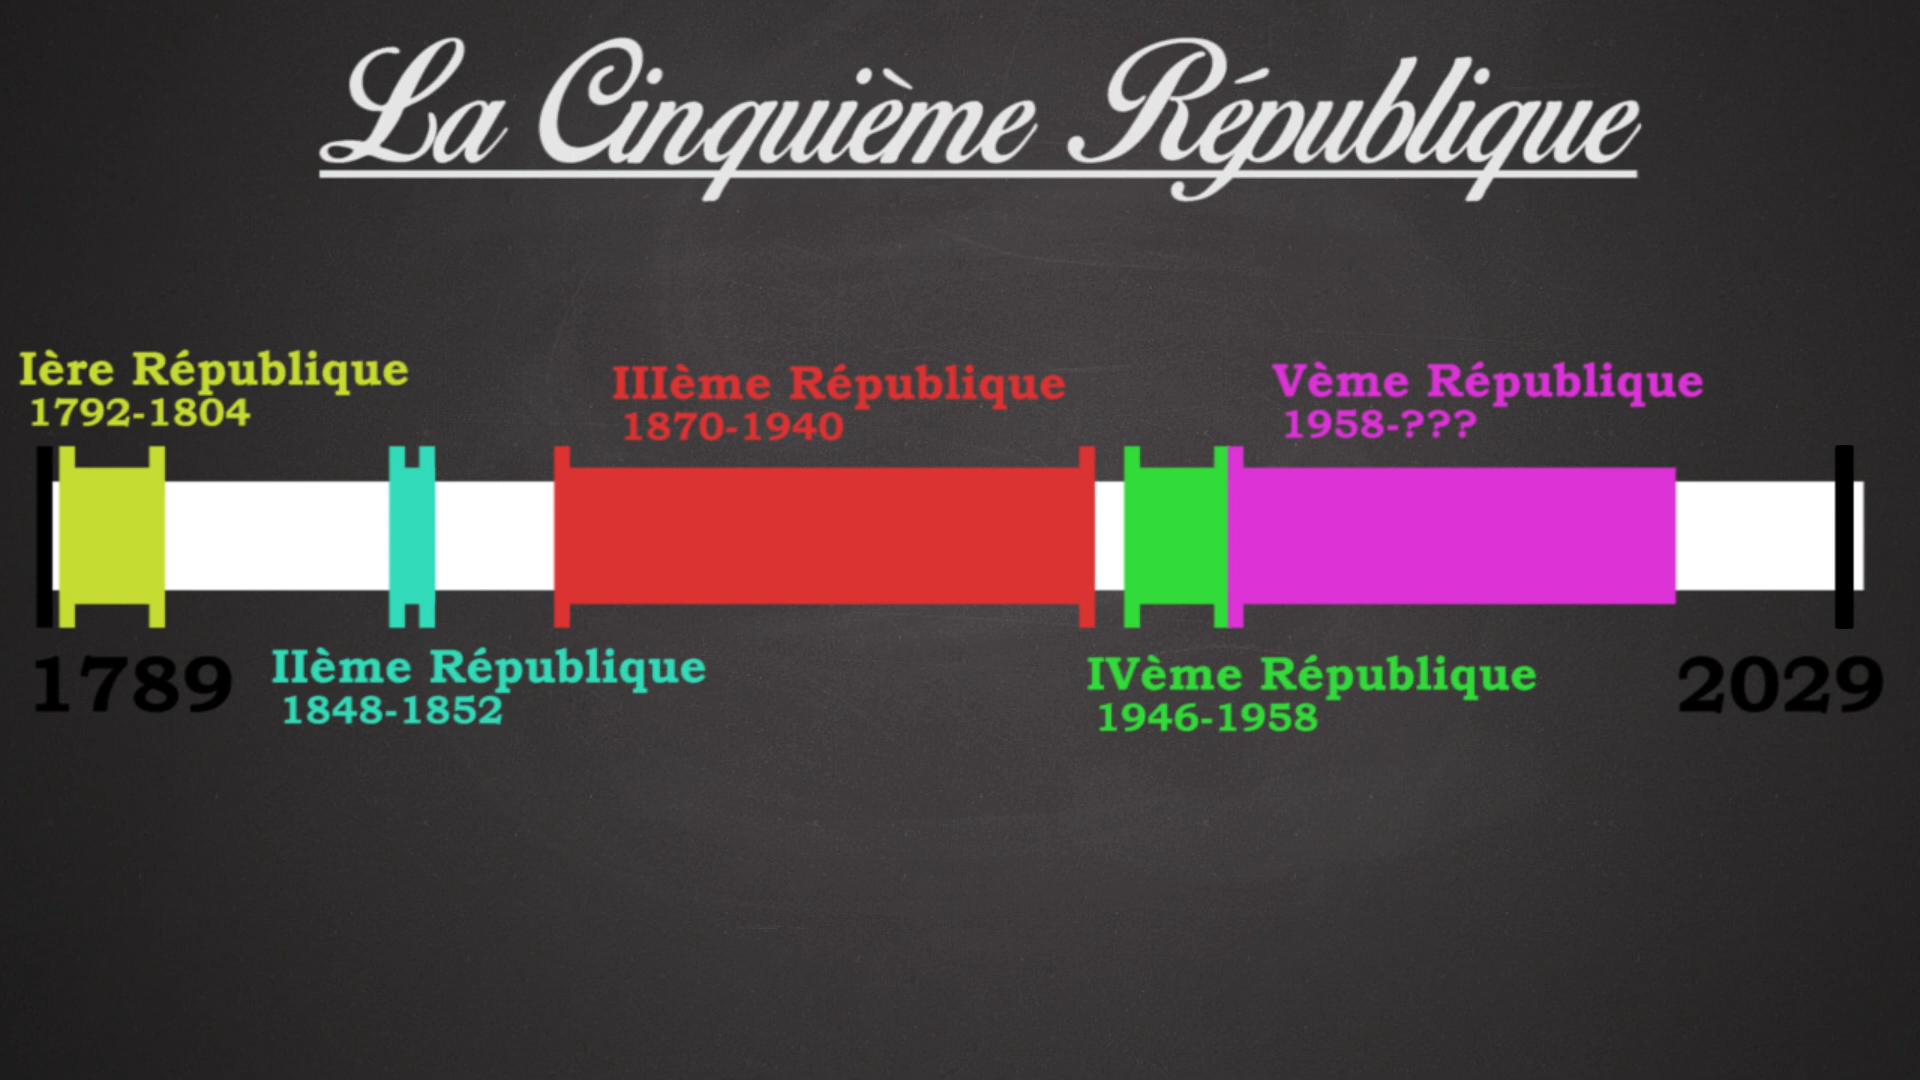 La Cinquième République
Ière République
1792-1804
IIIème République
1870-1940
Vème République
1958-???
1789
IIème République
1848-1852
IVème République
1946-1958
2029